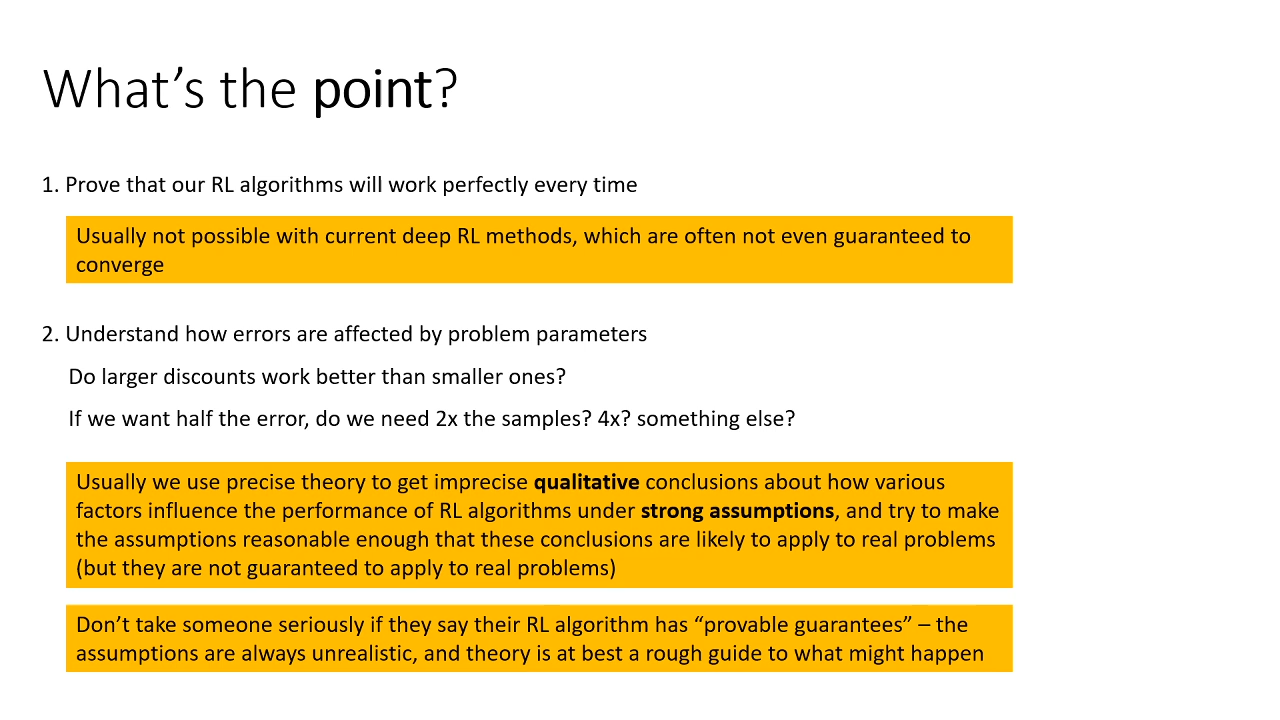 What’s the point?
1. Prove that our RL algorithms will work perfectly every time
Usually not possible with current deep RL methods, which are often not even guaranteed to
converge
2. Understand how errors are affected by problem parameters
Do larger discounts work better than smaller ones?
If we want half the error, do we need 2x the samples? 4x? something else?
Usually we use precise theory to get imprecise qualitative conclusions about how various
factors influence the performance of RL algorithms under strong assumptions, and try to make
the assumptions reasonable enough that these conclusions are likely to apply to real problems
(but they are not guaranteed to apply to real problems)
Don’t take someone seriously if they say their RL algorithm has “provable guarantees” – the
assumptions are always unrealistic, and theory is at best a rough guide to what might happen